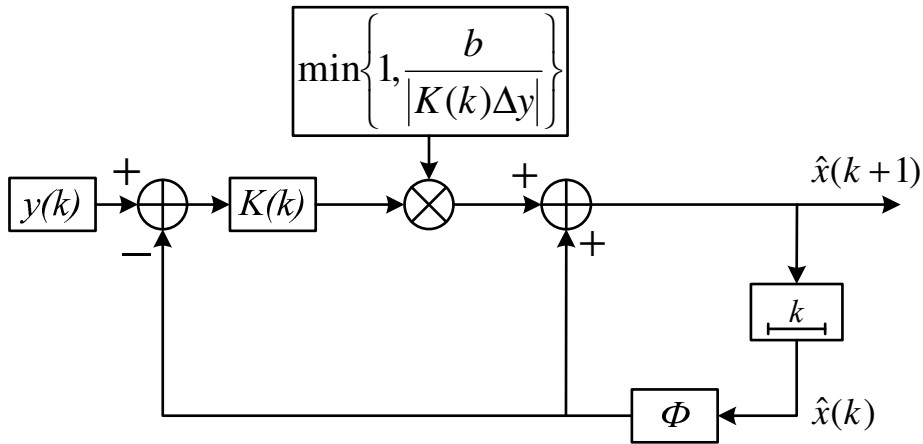 min{1, b / |K(k)Δy|}
+
+
x̂(k+1)
y(k)
K(k)
−
+
k
Φ
x̂(k)